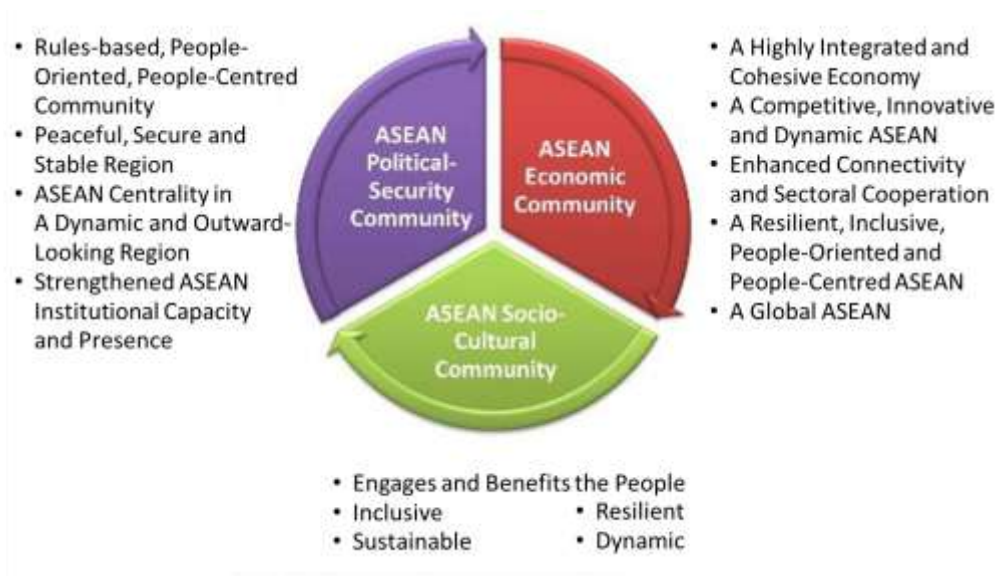 • Rules-based, People-
Oriented, People-Centred
Community
• Peaceful, Secure and
Stable Region
• ASEAN Centrality in
A Dynamic and Outward-
Looking Region
• Strengthened ASEAN
Institutional Capacity
and Presence
ASEAN
Political-
Security
Community
ASEAN
Economic
Community
ASEAN Socio-
Cultural
Community
• A Highly Integrated and
Cohesive Economy
• A Competitive, Innovative
and Dynamic ASEAN
• Enhanced Connectivity
and Sectoral Cooperation
• A Resilient, Inclusive,
People-Oriented and
People-Centred ASEAN
• A Global ASEAN
• Engages and Benefits the People
• Inclusive
• Resilient
• Sustainable
• Dynamic